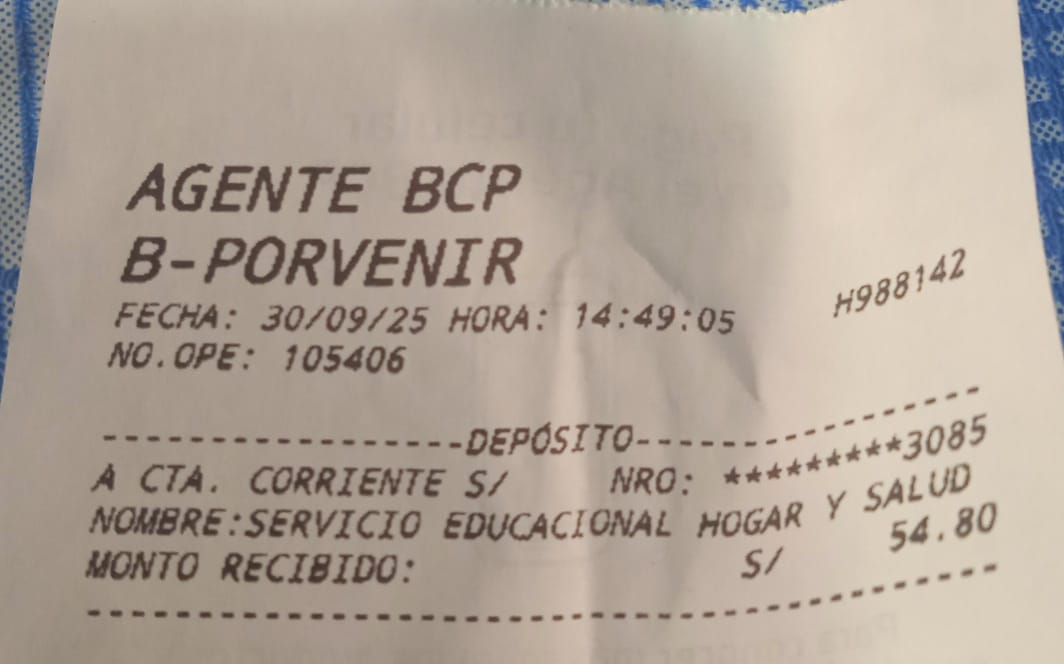 AGENTE BCP
B-PORVENIR
FECHA: 30/09/25 HORA: 14:49:05 H988142
NO.OPE: 105406
------------------DEPÓSITO------------------
A CTA. CORRIENTE S/ NRO: *********3085
NOMBRE:SERVICIO EDUCACIONAL HOGAR Y SALUD
MONTO RECIBIDO: S/ 54.80